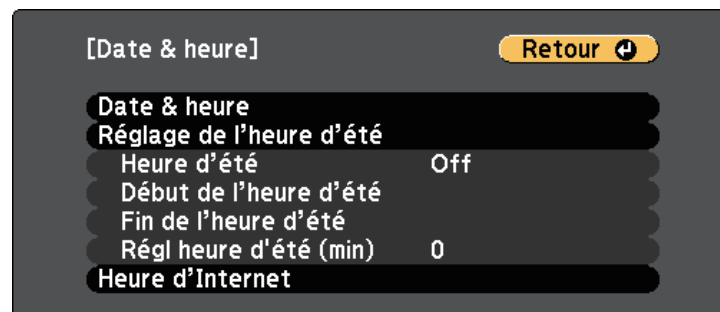 [Date & heure] Retour
Date & heure
Réglage de l’heure d’été
Heure d’été Off
Début de l’heure d’été
Fin de l’heure d’été
Régl heure d'été (min) 0
Heure d’Internet